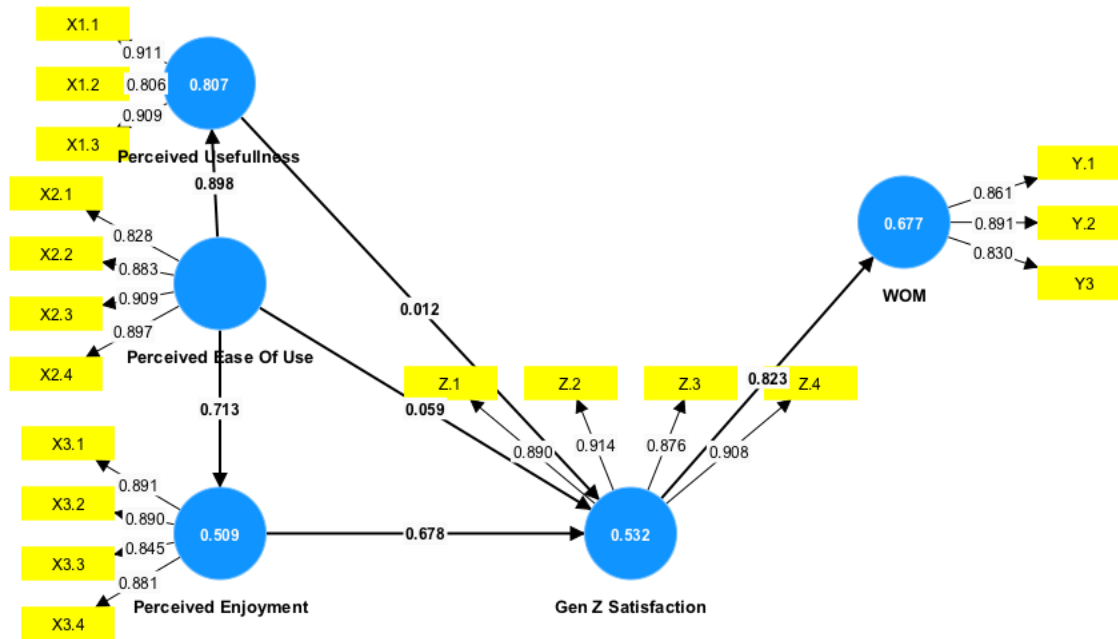 X1.1
0.911
X1.2
0.806
0.807
0.909
X1.3
Perceived Usefullness
0.898
X2.1
0.828
X2.2
0.883
X2.3
0.909
0.897
X2.4
Perceived Ease Of Use
0.012
0.059
0.713
X3.1
0.891
X3.2
0.890
0.509
X3.3
0.845
0.881
X3.4
Perceived Enjoyment
0.678
Z.1
Z.2
Z.3
Z.4
0.890
0.914
0.876
0.908
0.532
Gen Z Satisfaction
0.823
0.677
WOM
0.861
Y.1
0.891
Y.2
0.830
Y3